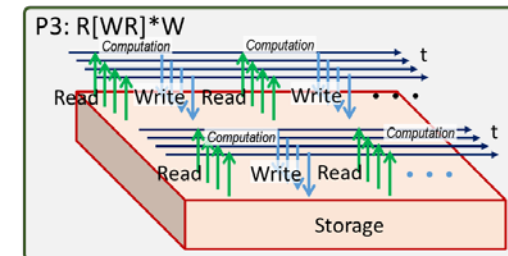 P3: R[WR]*W
Computation Computation
t
Read Write Read Write • • •
Computation Computation t
Read Write Read • • •
Storage